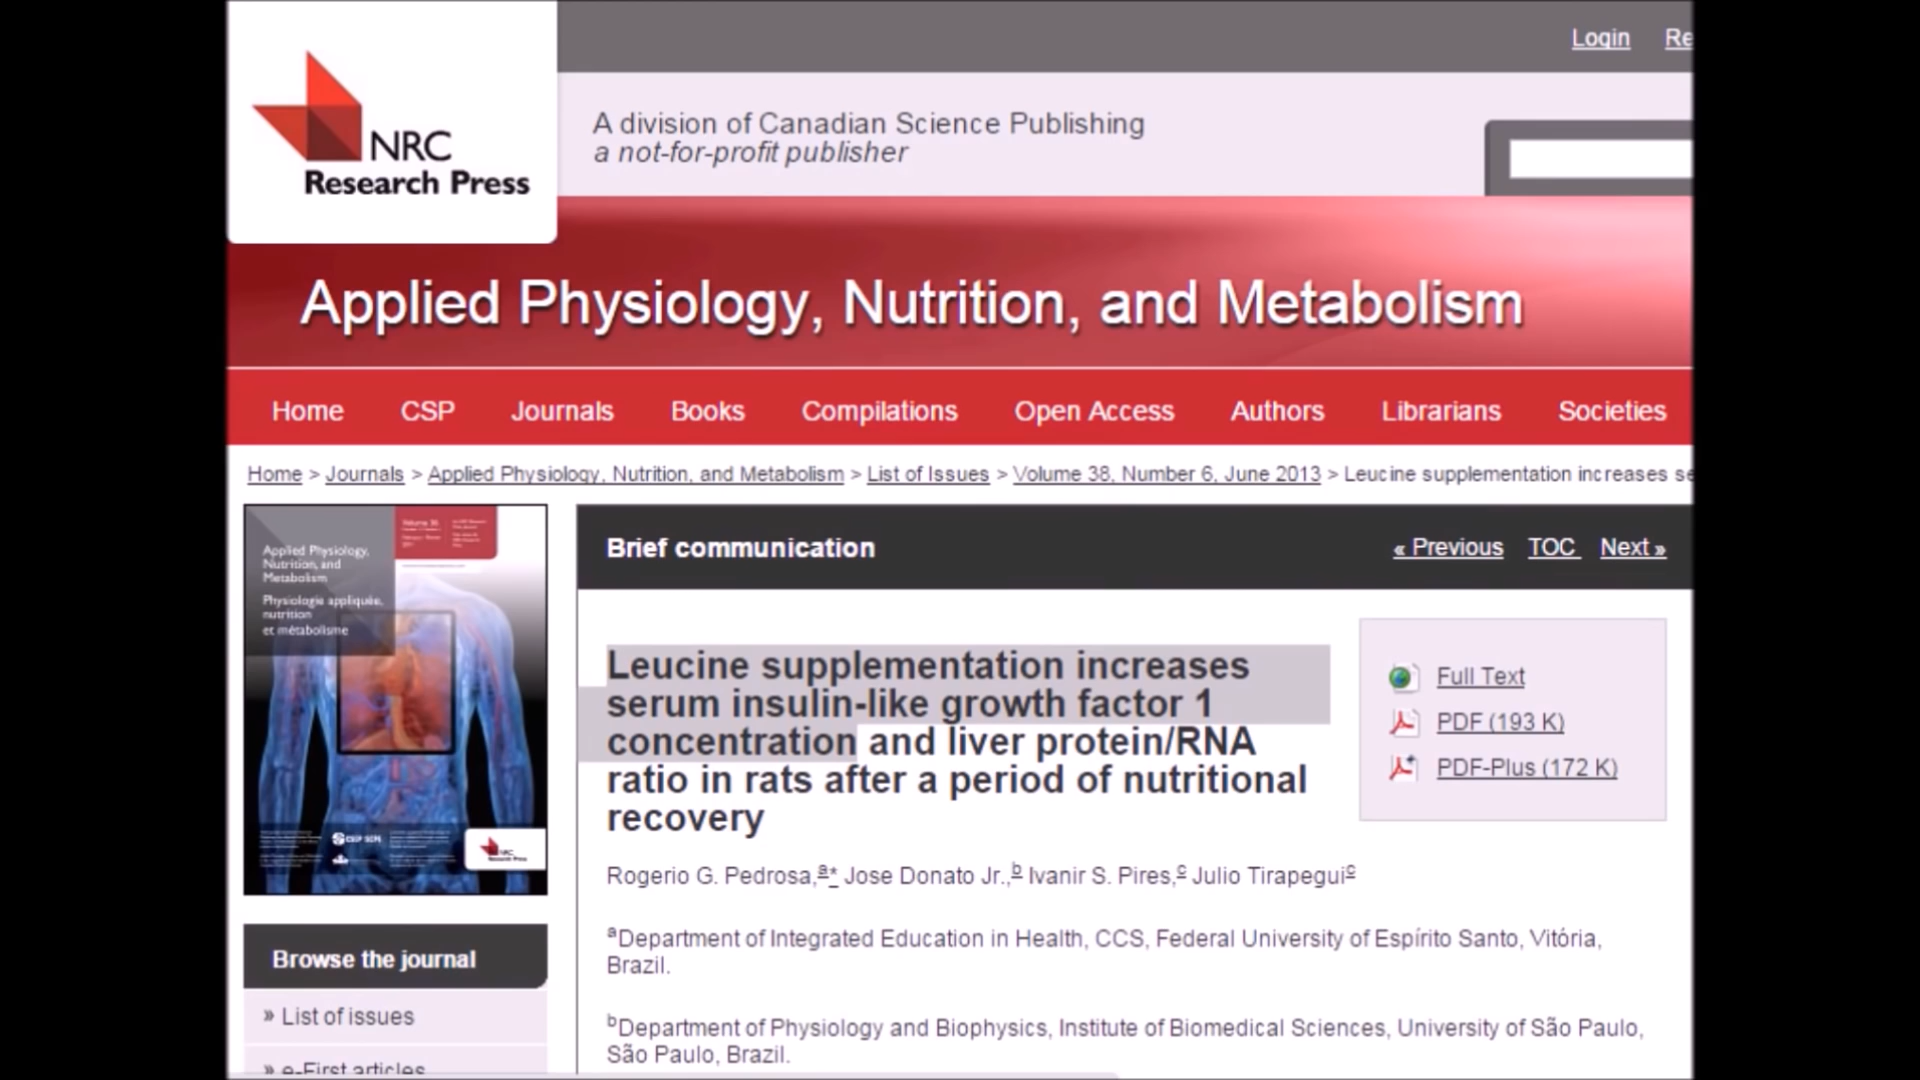 Login Re
NRC
Research Press
A division of Canadian Science Publishing
a not-for-profit publisher
Applied Physiology, Nutrition, and Metabolism
Home CSP Journals Books Compilations Open Access Authors Librarians Societies
Home > Journals > Applied Physiology, Nutrition, and Metabolism > List of Issues > Volume 38, Number 6, June 2013 > Leucine supplementation increases se
Applied Physiology,
Nutrition, and
Metabolism
Physiologie appliquée,
nutrition
et métabolisme
Brief communication
« Previous TOC Next »
Leucine supplementation increases
serum insulin-like growth factor 1
concentration and liver protein/RNA
ratio in rats after a period of nutritional
recovery
Full Text
PDF (193 K)
PDF-Plus (172 K)
Rogerio G. Pedrosa,a* Jose Donato Jr.,b Ivanir S. Pires,c Julio Tirapeguic
aDepartment of Integrated Education in Health, CCS, Federal University of Espírito Santo, Vitória,
Brazil.
bDepartment of Physiology and Biophysics, Institute of Biomedical Sciences, University of São Paulo,
São Paulo, Brazil.
Browse the journal
» List of issues
» e-First articles